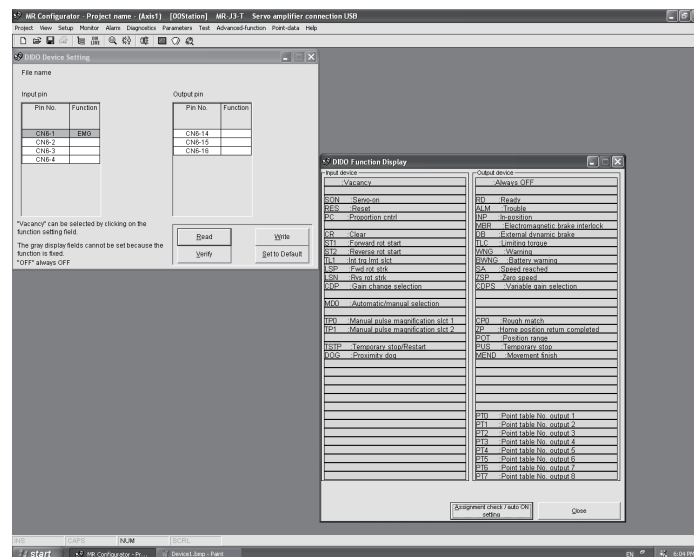 MR Configurator - Project name - (Axis1) [00Station] MR-J3-T Servo amplifier connection USB
Project View Setup Monitor Alarm Diagnostics Parameters Test Advanced-function Point-data Help
DIDO Device Setting
File name
Input pin
Output pin
Pin No. Function
Pin No. Function
CN6-1 EMG
CN6-2
CN6-3
CN6-4
CN6-14
CN6-15
CN6-16
"Vacancy" can be selected by clicking on the
function setting field.
The gray display fields cannot be set because the
function is fixed.
"OFF" always OFF
Read
Write
Verify
Set to Default
DIDO Function Display
Input device
:Vacancy
SON :Servo-on
RES :Reset
PC :Proportion cntrl
CR :Clear
ST1 :Forward rot start
ST2 :Reverse rot start
TL1 :Int trq lmt slct
LSP :Fwd rot strk
LSN :Rvs rot strk
CDP :Gain change selection
MD0 :Automatic/manual selection
TP0 :Manual pulse magnification slct 1
TP1 :Manual pulse magnification slct 2
TSTP :Temporary stop/Restart
DOG :Proximity dog
Output device
:Always OFF
RD :Ready
ALM :Trouble
INP :In-position
MBR :Electromagnetic brake interlock
DB :External dynamic brake
TLC :Limiting torque
WNG :Warning
BWNG :Battery warning
SA :Speed reached
ZSP :Zero speed
CDPS :Variable gain selection
CPO :Rough match
ZP :Home position return completed
POT :Position range
PUS :Temporary stop
MEND :Movement finish
PT0 :Point table No. output 1
PT1 :Point table No. output 2
PT2 :Point table No. output 3
PT3 :Point table No. output 4
PT4 :Point table No. output 5
PT5 :Point table No. output 6
PT6 :Point table No. output 7
PT7 :Point table No. output 8
Assignment check / auto ON
setting
Close
INS CAPS NUM SCRL
start
MR Configurator - Pr...
Device1.bmp - Paint
EN
6:04 PM